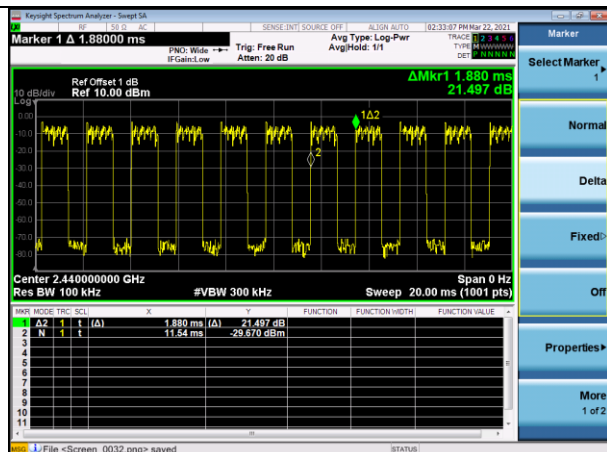 Keysight Spectrum Analyzer - Swept SA
RF 50 Ω AC SENSE:INT SOURCE OFF ALIGN AUTO 02:33:07 PM Mar 22, 2021
Marker 1 Δ 1.88000 ms
PNO: Wide
IFGain:Low
Trig: Free Run
Atten: 20 dB
Avg Type: Log-Pwr
Avg|Hold: 1/1
TRACE 1 2 3 4 5 6
TYPE M W W W W W
DET P N N N N N
Ref Offset 1 dB
10 dB/div Ref 10.00 dBm
Log
ΔMkr1 1.880 ms
21.497 dB
0.00
-10.0
-20.0
-30.0
-40.0
-50.0
-60.0
-80.0
1Δ2
2
Center 2.440000000 GHz Span 0 Hz
Res BW 100 kHz #VBW 300 kHz Sweep 20.00 ms (1001 pts)
MKR MODE TRC SCL X Y FUNCTION FUNCTION WIDTH FUNCTION VALUE
1 Δ2 1 t (Δ) 1.880 ms (Δ) 21.497 dB
2 N 1 t 11.54 ms -29.670 dBm
3
4
5
6
7
8
9
10
11
MSG File <Screen_0032.png> saved STATUS
Marker
Select Marker
1
Normal
Delta
Fixed
Off
Properties
More
1 of 2